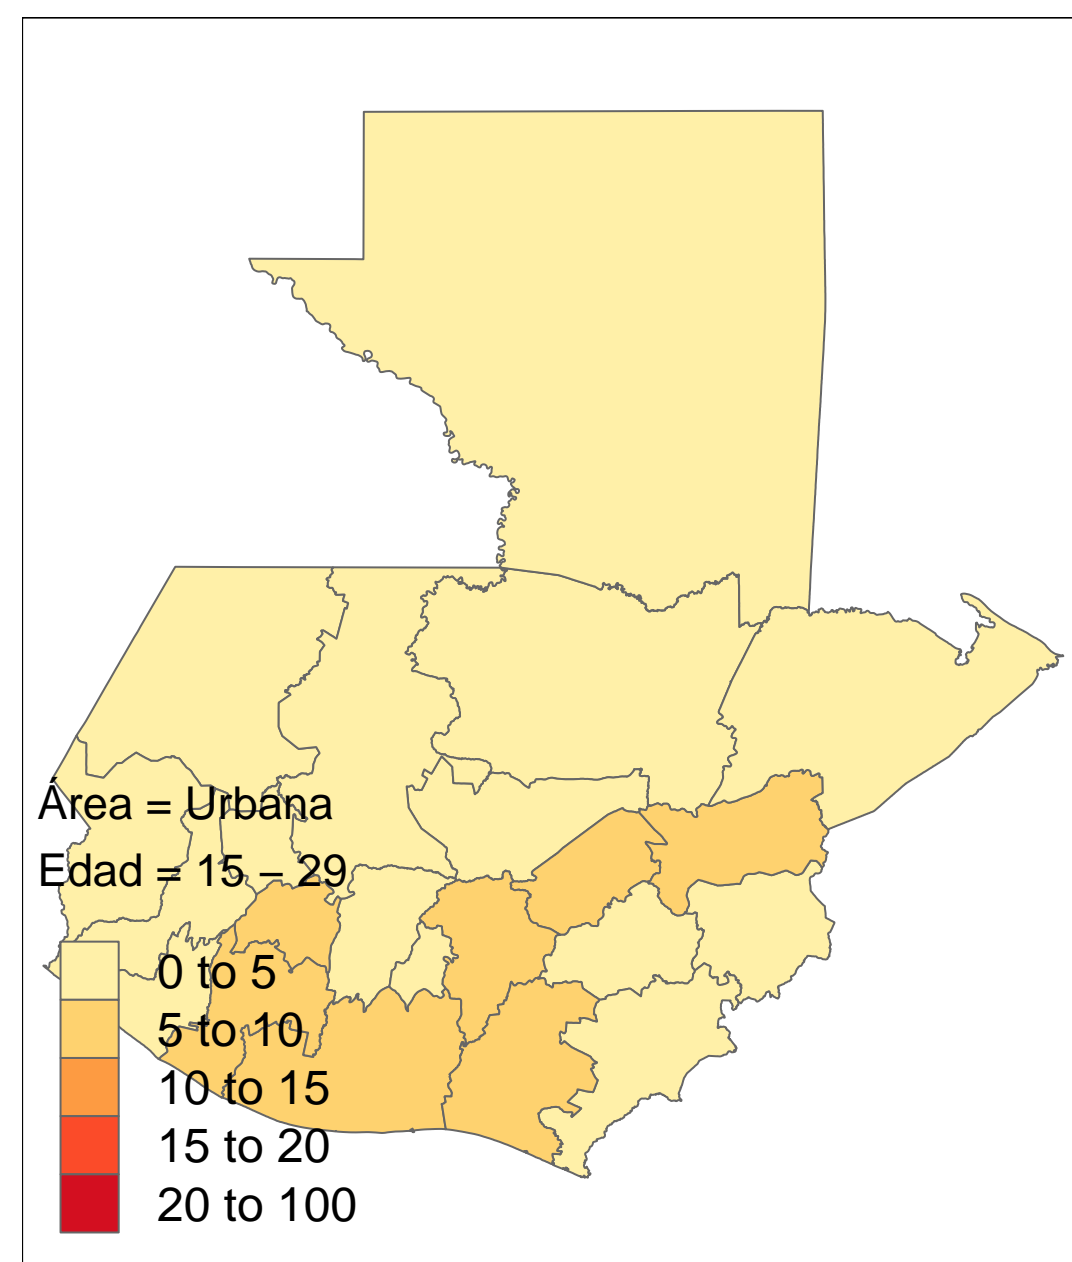 Área = Urbana
Edad = 15 – 29
0 to 5
5 to 10
10 to 15
15 to 20
20 to 100